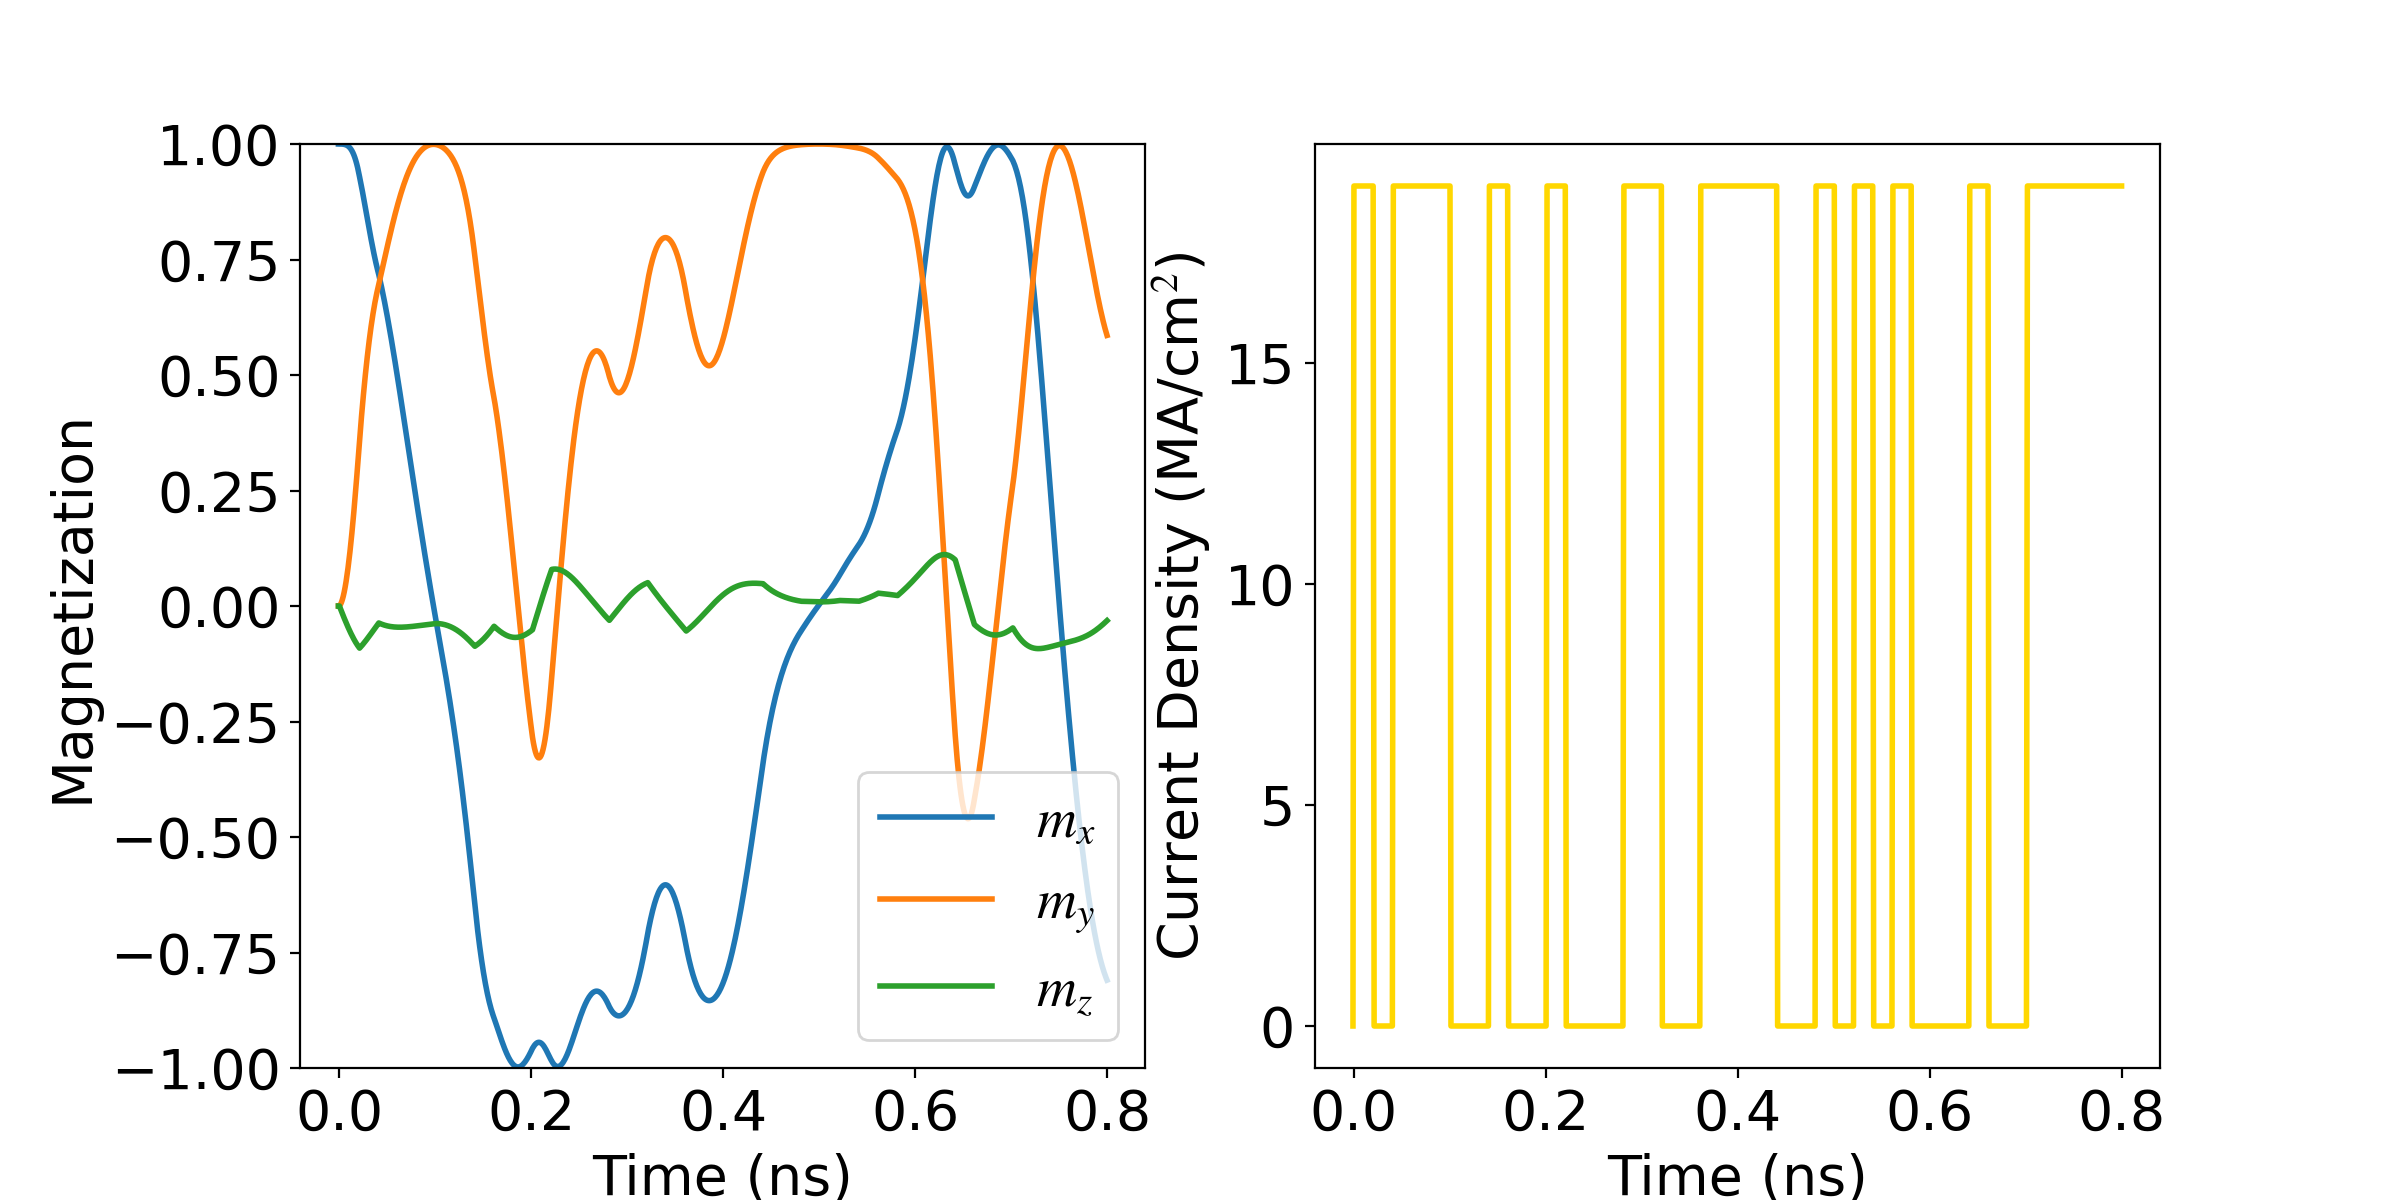 Magnetization
1.00
0.75
0.50
0.25
0.00
−0.25
−0.50
−0.75
−1.00
0.0 0.2 0.4 0.6 0.8
Time (ns)
m_x
m_y
m_z
Current Density (MA/cm²)
15
10
5
0
0.0 0.2 0.4 0.6 0.8
Time (ns)